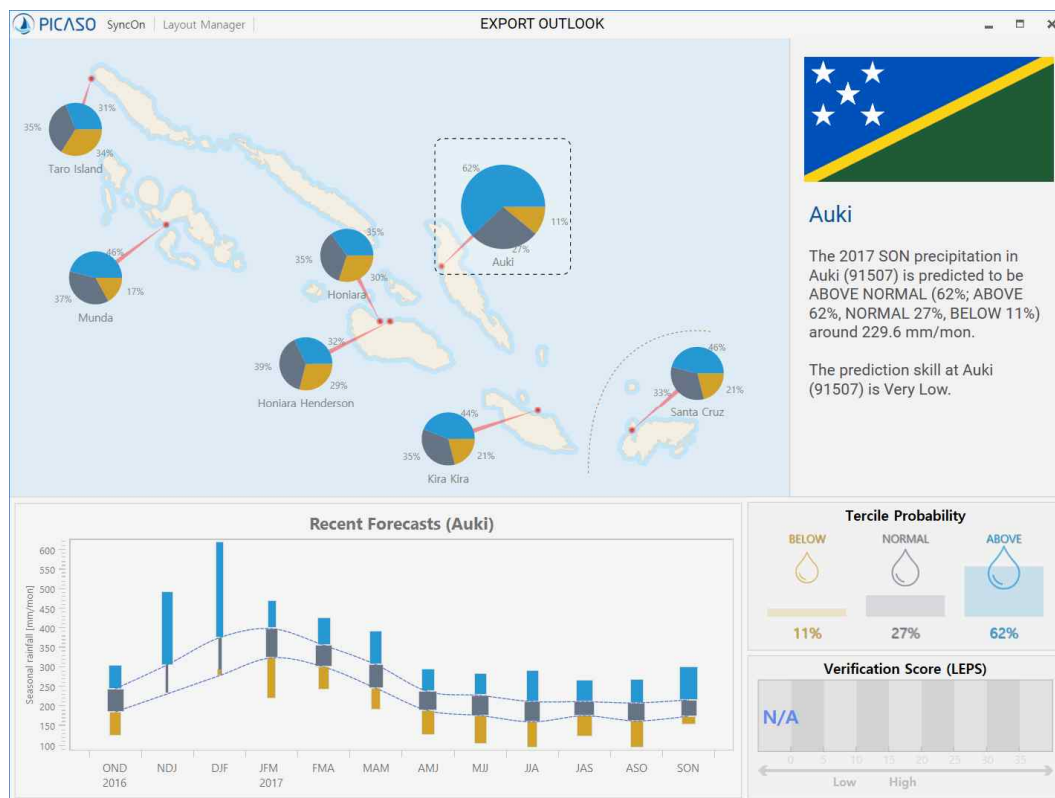 PICASO SyncOn Layout Manager
EXPORT OUTLOOK
31%
35%
34%
Taro Island
46%
37%
17%
Munda
35%
35%
30%
Honiara
32%
39%
29%
Honiara Henderson
62%
11%
27%
Auki
44%
35%
21%
Kira Kira
46%
33%
21%
Santa Cruz
Auki
The 2017 SON precipitation in
Auki (91507) is predicted to be
ABOVE NORMAL (62%; ABOVE
62%, NORMAL 27%, BELOW 11%)
around 229.6 mm/mon.
The prediction skill at Auki
(91507) is Very Low.
Recent Forecasts (Auki)
Seasonal rainfall [mm/mon]
600
550
500
450
400
350
300
250
200
150
100
OND NDJ DJF JFM FMA MAM AMJ MJJ JJA JAS ASO SON
2016 2017
Tercile Probability
BELOW NORMAL ABOVE
11% 27% 62%
Verification Score (LEPS)
N/A
0 5 10 15 20 25 30 35
Low High